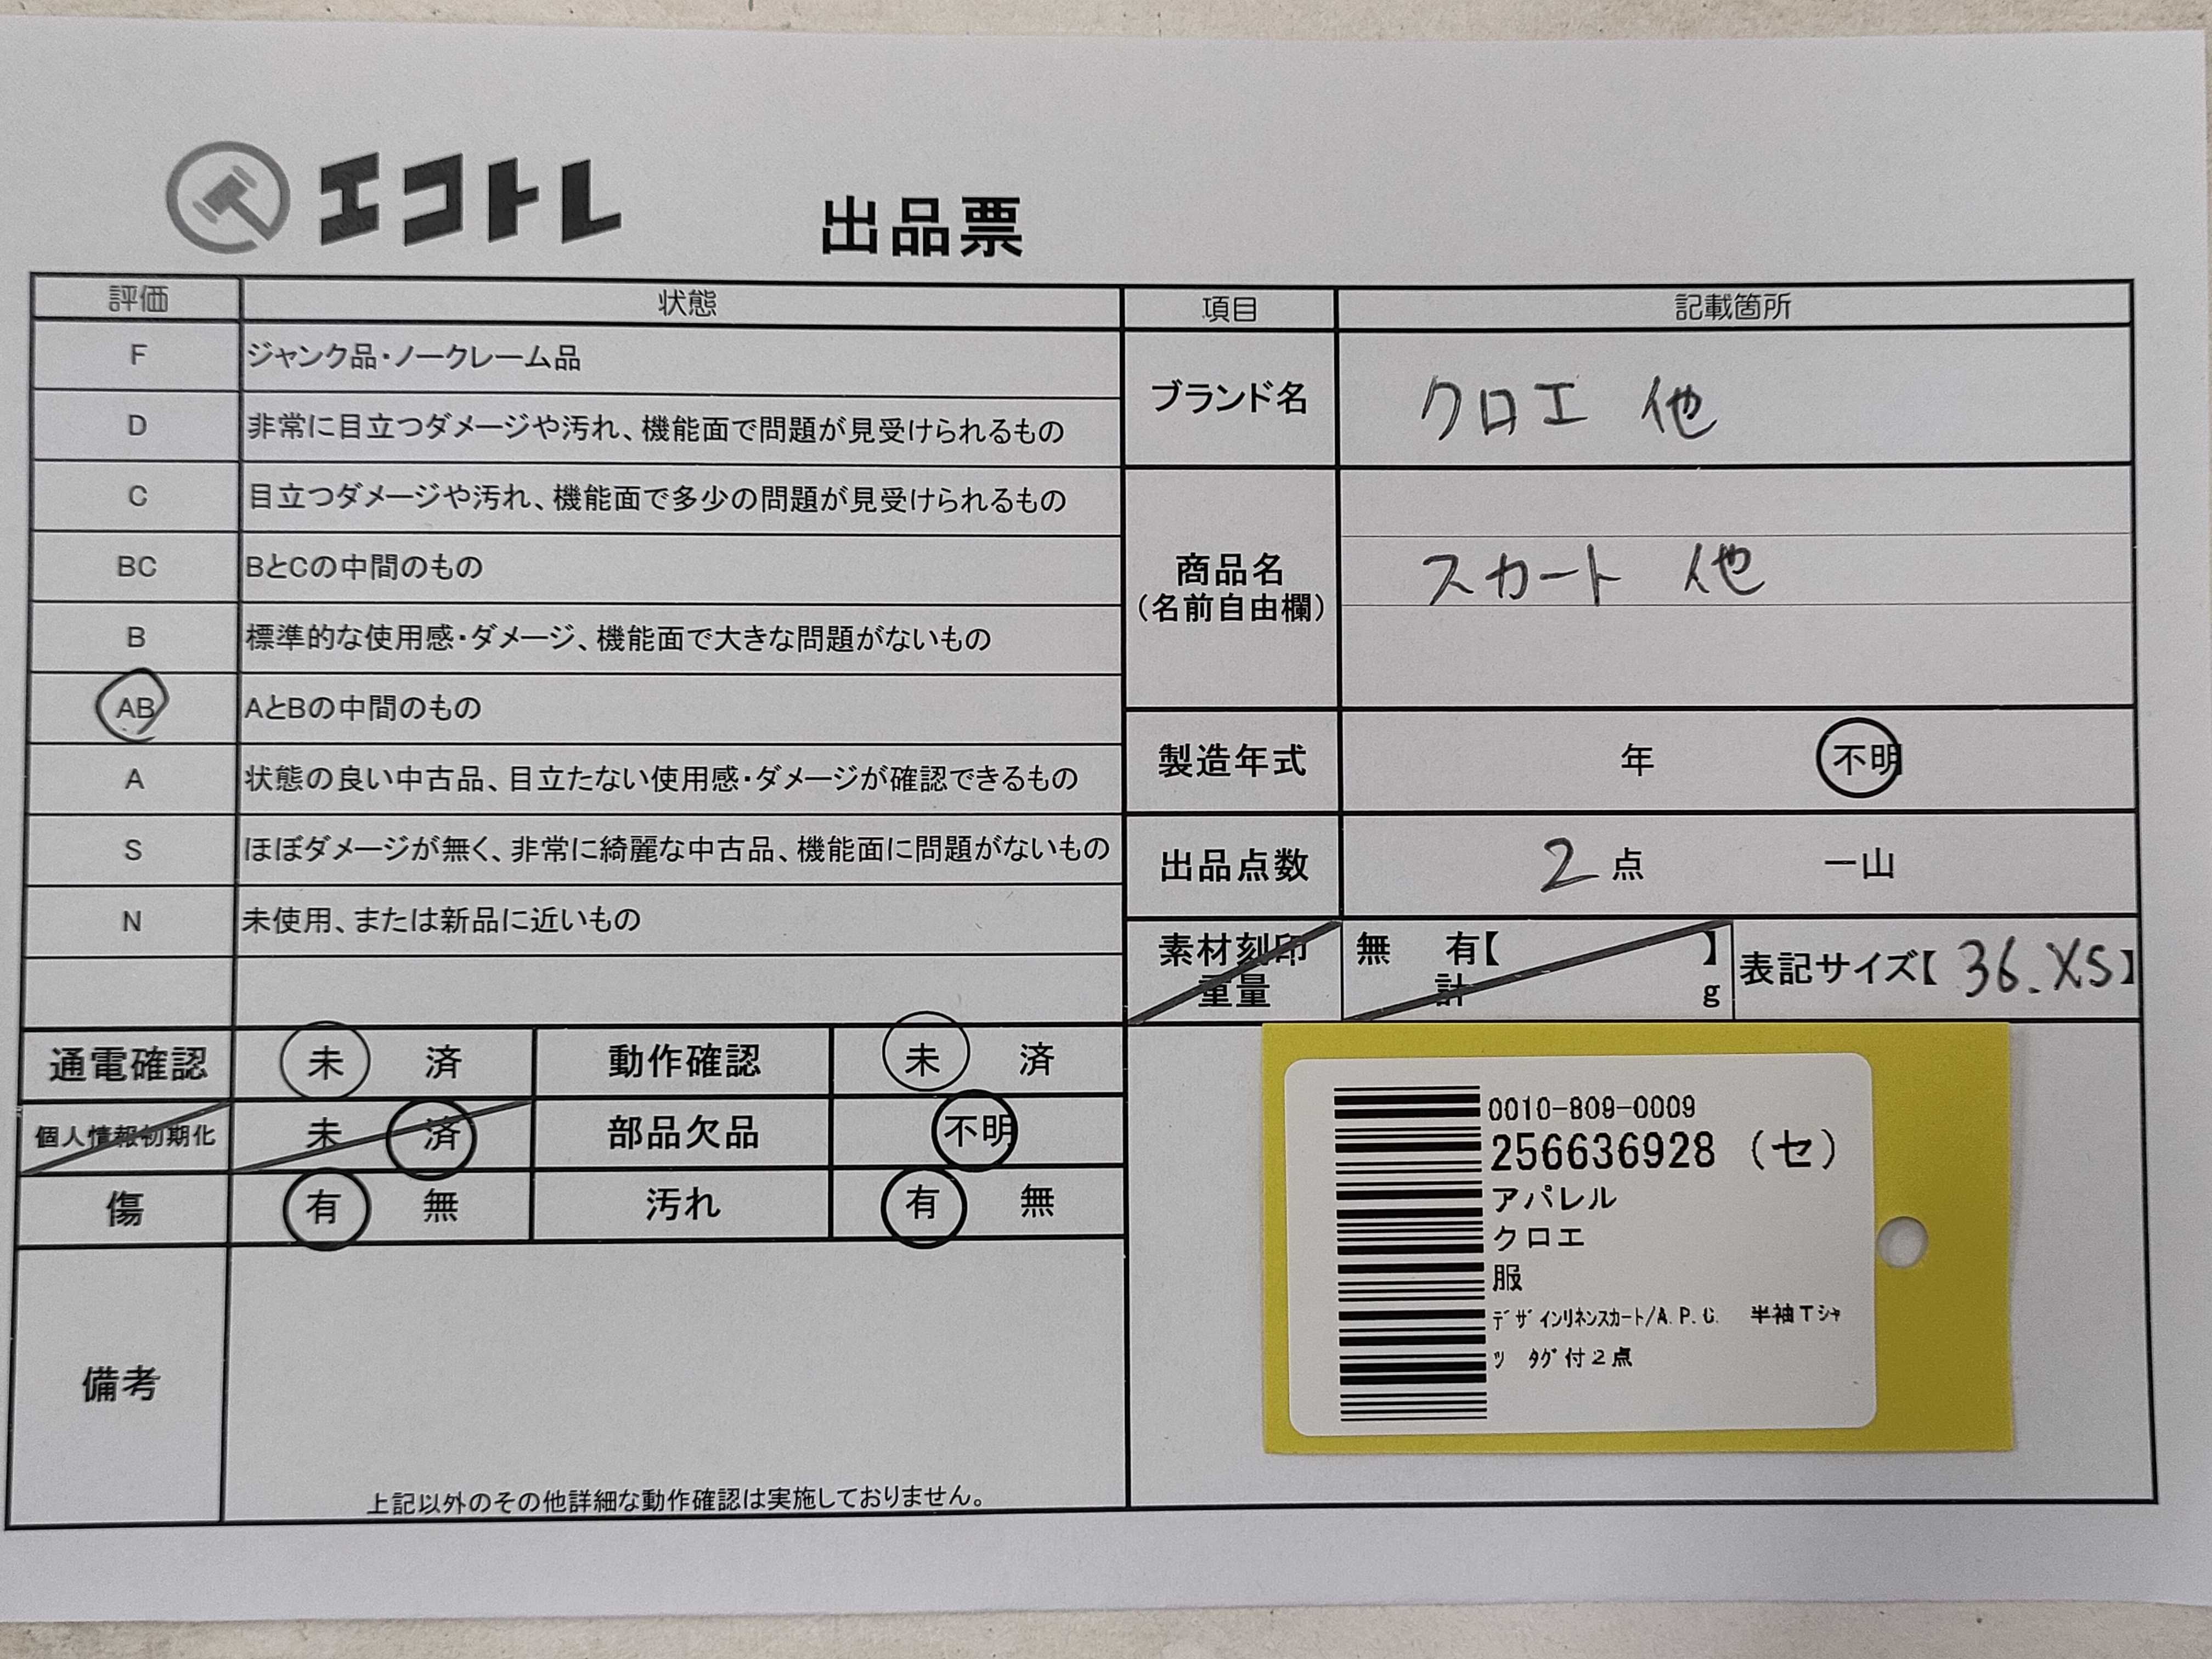 エコトレ
出品票
評価 状態
F ジャンク品・ノークレーム品
D 非常に目立つダメージや汚れ、機能面で問題が見受けられるもの
C 目立つダメージや汚れ、機能面で多少の問題が見受けられるもの
BC BとCの中間のもの
B 標準的な使用感・ダメージ、機能面で大きな問題がないもの
AB AとBの中間のもの
A 状態の良い中古品、目立たない使用感・ダメージが確認できるもの
S ほぼダメージが無く、非常に綺麗な中古品、機能面に問題がないもの
N 未使用、または新品に近いもの
通電確認 未 済 動作確認 未 済
個人情報初期化 未 済 部品欠品 不明
傷 有 無 汚れ 有 無
備考
上記以外のその他詳細な動作確認は実施しておりません。
項目 記載箇所
ブランド名 クロエ 他
商品名
(名前自由欄)
スカート 他
製造年式 年 不明
出品点数 2点 一山
素材刻印 無 有【 】
重量 計 g
表記サイズ【 36.XS】
0010-809-0009
256636928 (セ)
アパレル
クロエ
服
ﾃﾞｻﾞｲﾝﾘﾈﾝｽｶｰﾄ/A.P.C. 半袖Tｼｬ
ﾂ ﾀｸﾞ付2点